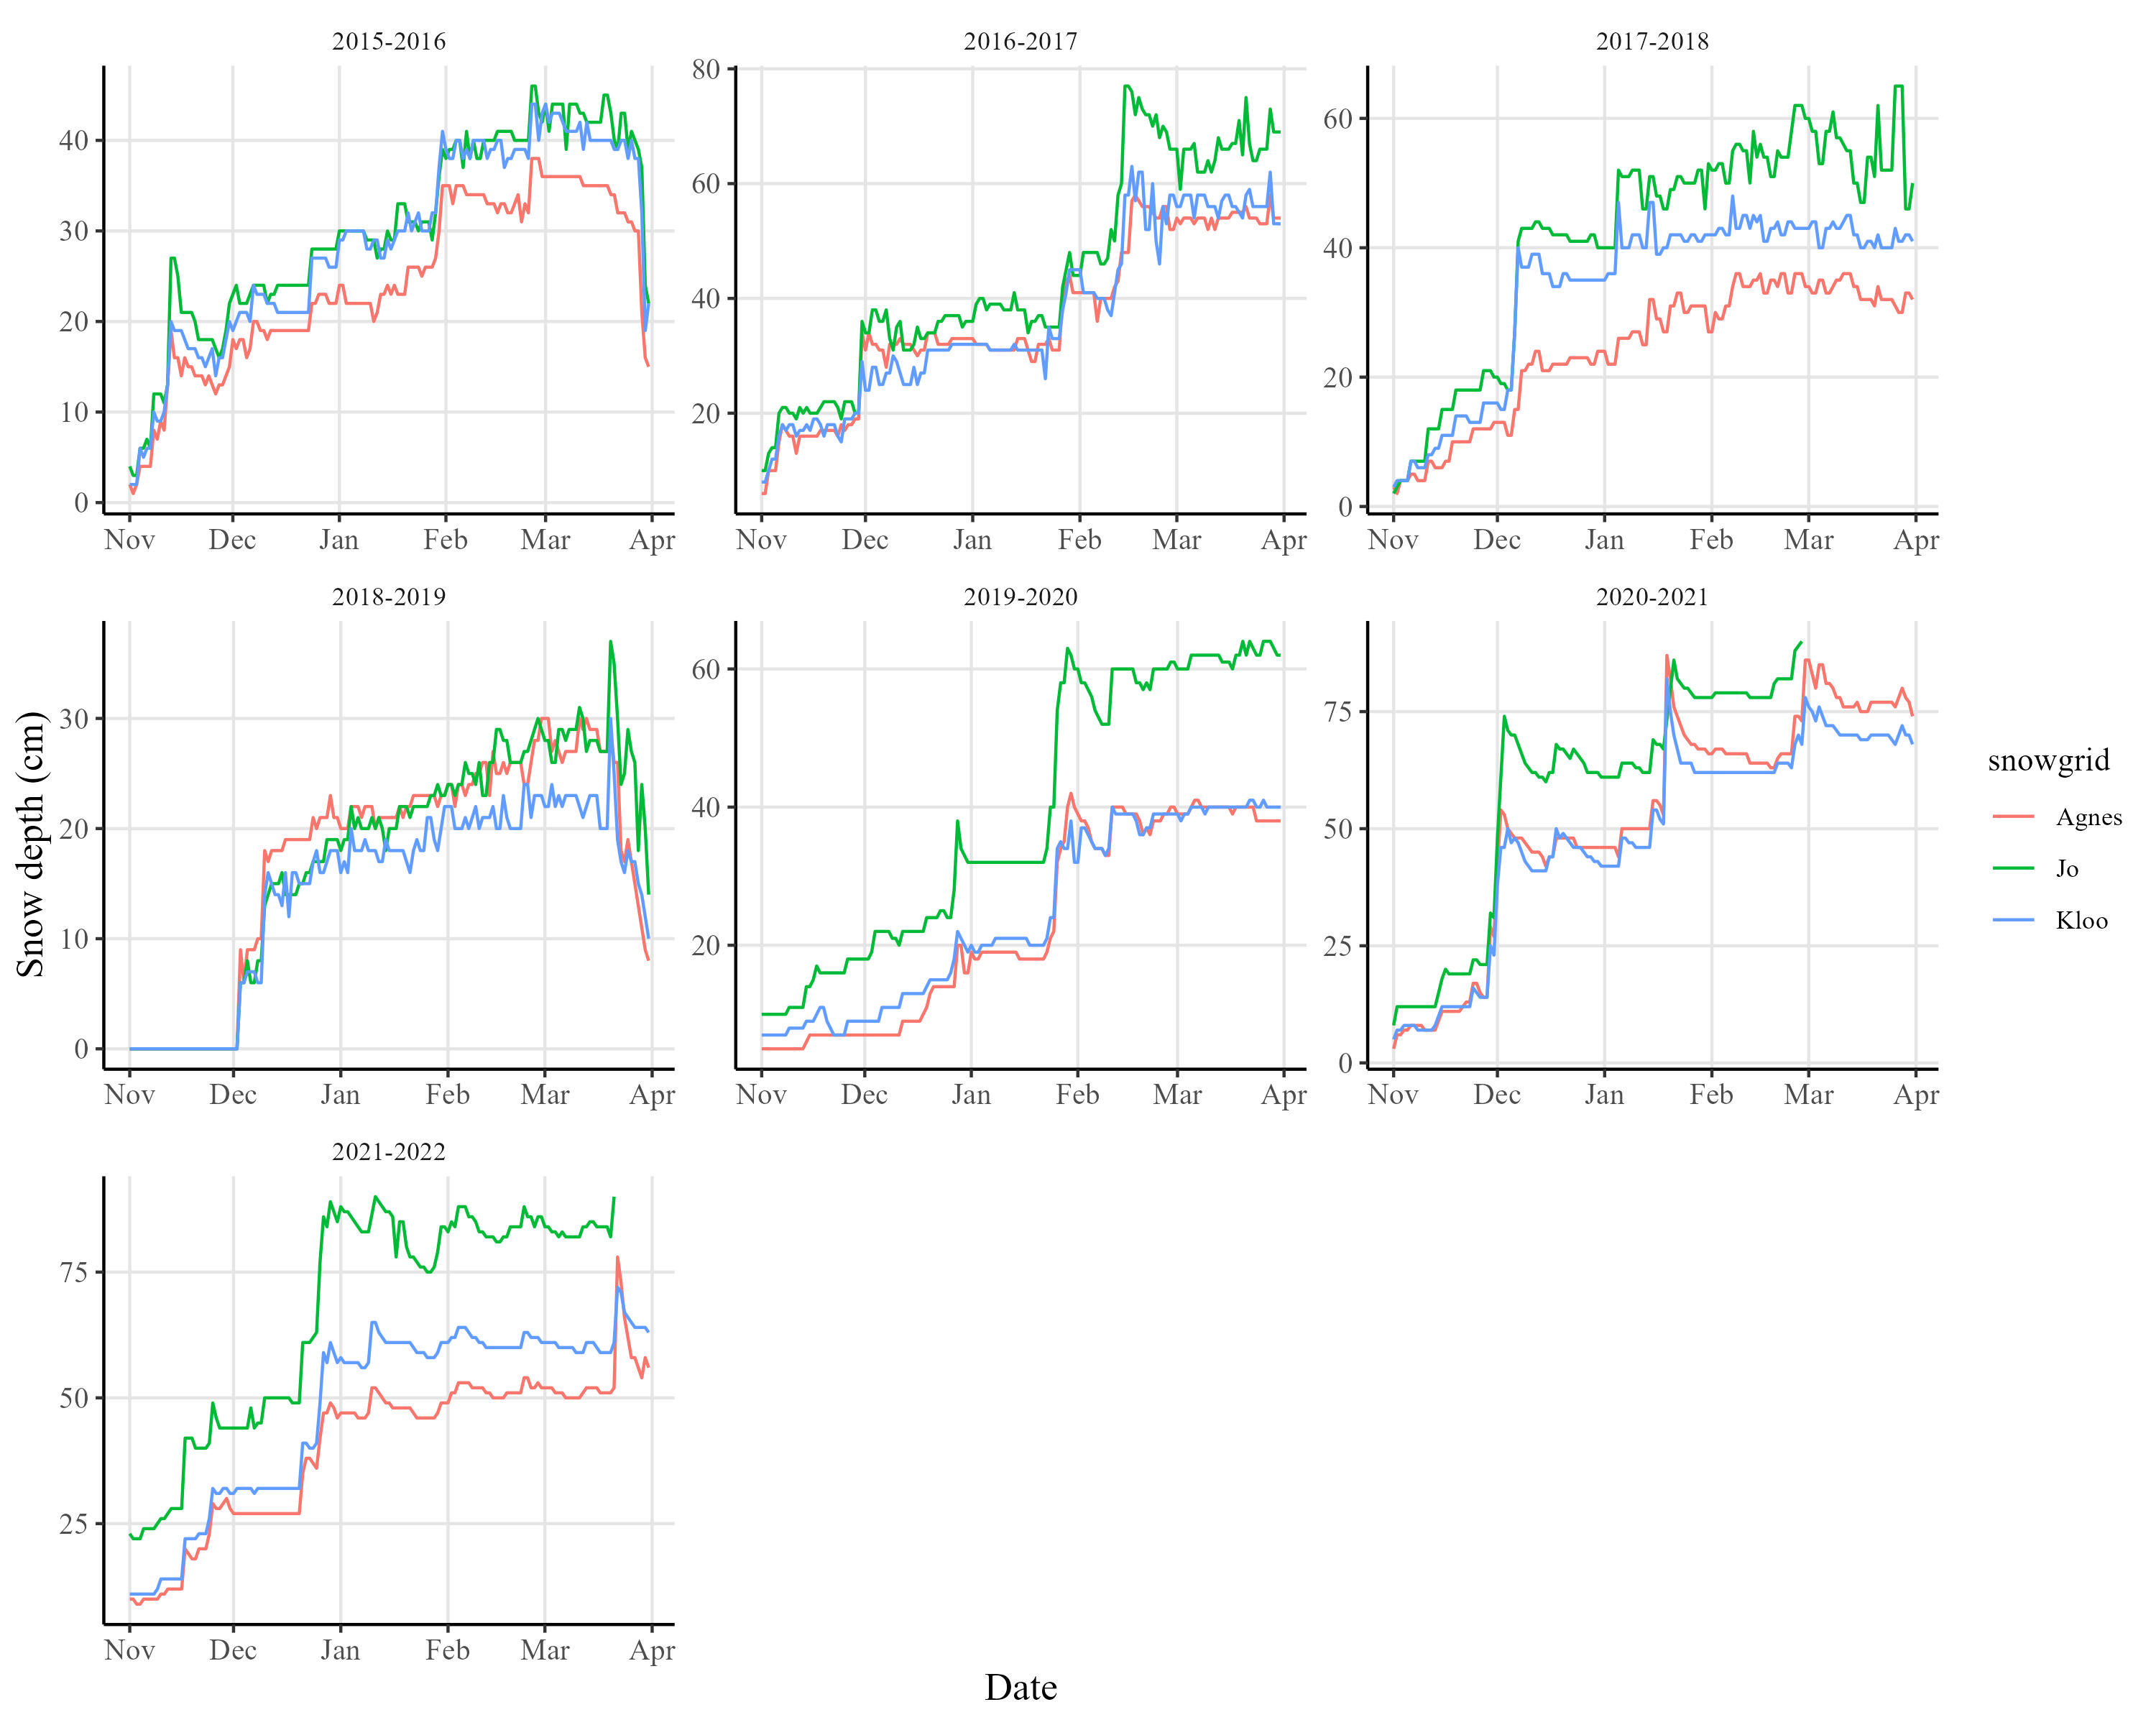 2015-2016 2016-2017 2017-2018
40
30
20
10
0
80
60
40
20
60
40
20
0
Nov Dec Jan Feb Mar Apr Nov Dec Jan Feb Mar Apr Nov Dec Jan Feb Mar Apr
2018-2019 2019-2020 2020-2021
30
20
10
0
60
40
20
75
50
25
0
Nov Dec Jan Feb Mar Apr Nov Dec Jan Feb Mar Apr Nov Dec Jan Feb Mar Apr
2021-2022
75
50
25
Nov Dec Jan Feb Mar Apr
Snow depth (cm)
Date
snowgrid
Agnes
Jo
Kloo